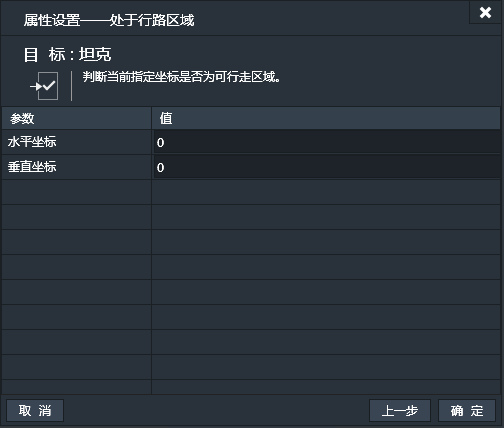 属性设置——处于行路区域
目 标 : 坦克
判断当前指定坐标是否为可行走区域。
参数 值
水平坐标 0
垂直坐标 0
取 消 上一步 确 定